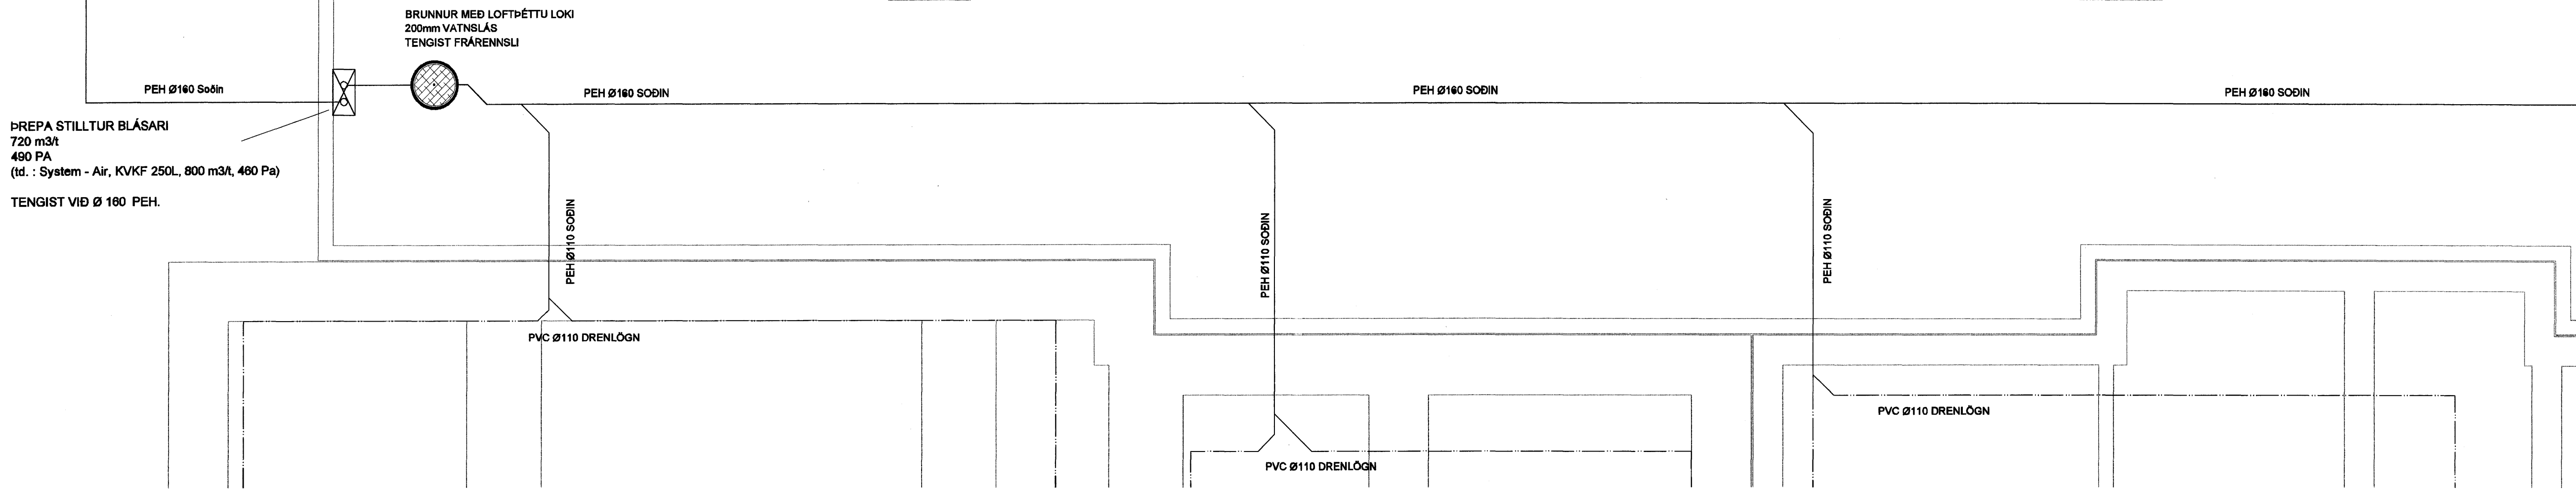 BRUNNUR MEÐ LOFTÞÉTTU LOKI
200mm VATNSLÁS
TENGIST FRÁRENNSLI
PEH Ø160 Soðin
PEH Ø160 SOÐIN
PEH Ø160 SOÐIN
PEH Ø160 SOÐIN
ÞREPA STILLTUR BLÁSARI
720 m3/t
490 PA
(td. : System - Air, KVKF 250L, 800 m3/t, 460 Pa)
TENGIST VIÐ Ø 160 PEH.
PEH Ø110 SOÐIN
PEH Ø110 SOÐIN
PEH Ø110 SOÐIN
PVC Ø110 DRENLÖGN
PVC Ø110 DRENLÖGN
PVC Ø110 DRENLÖGN